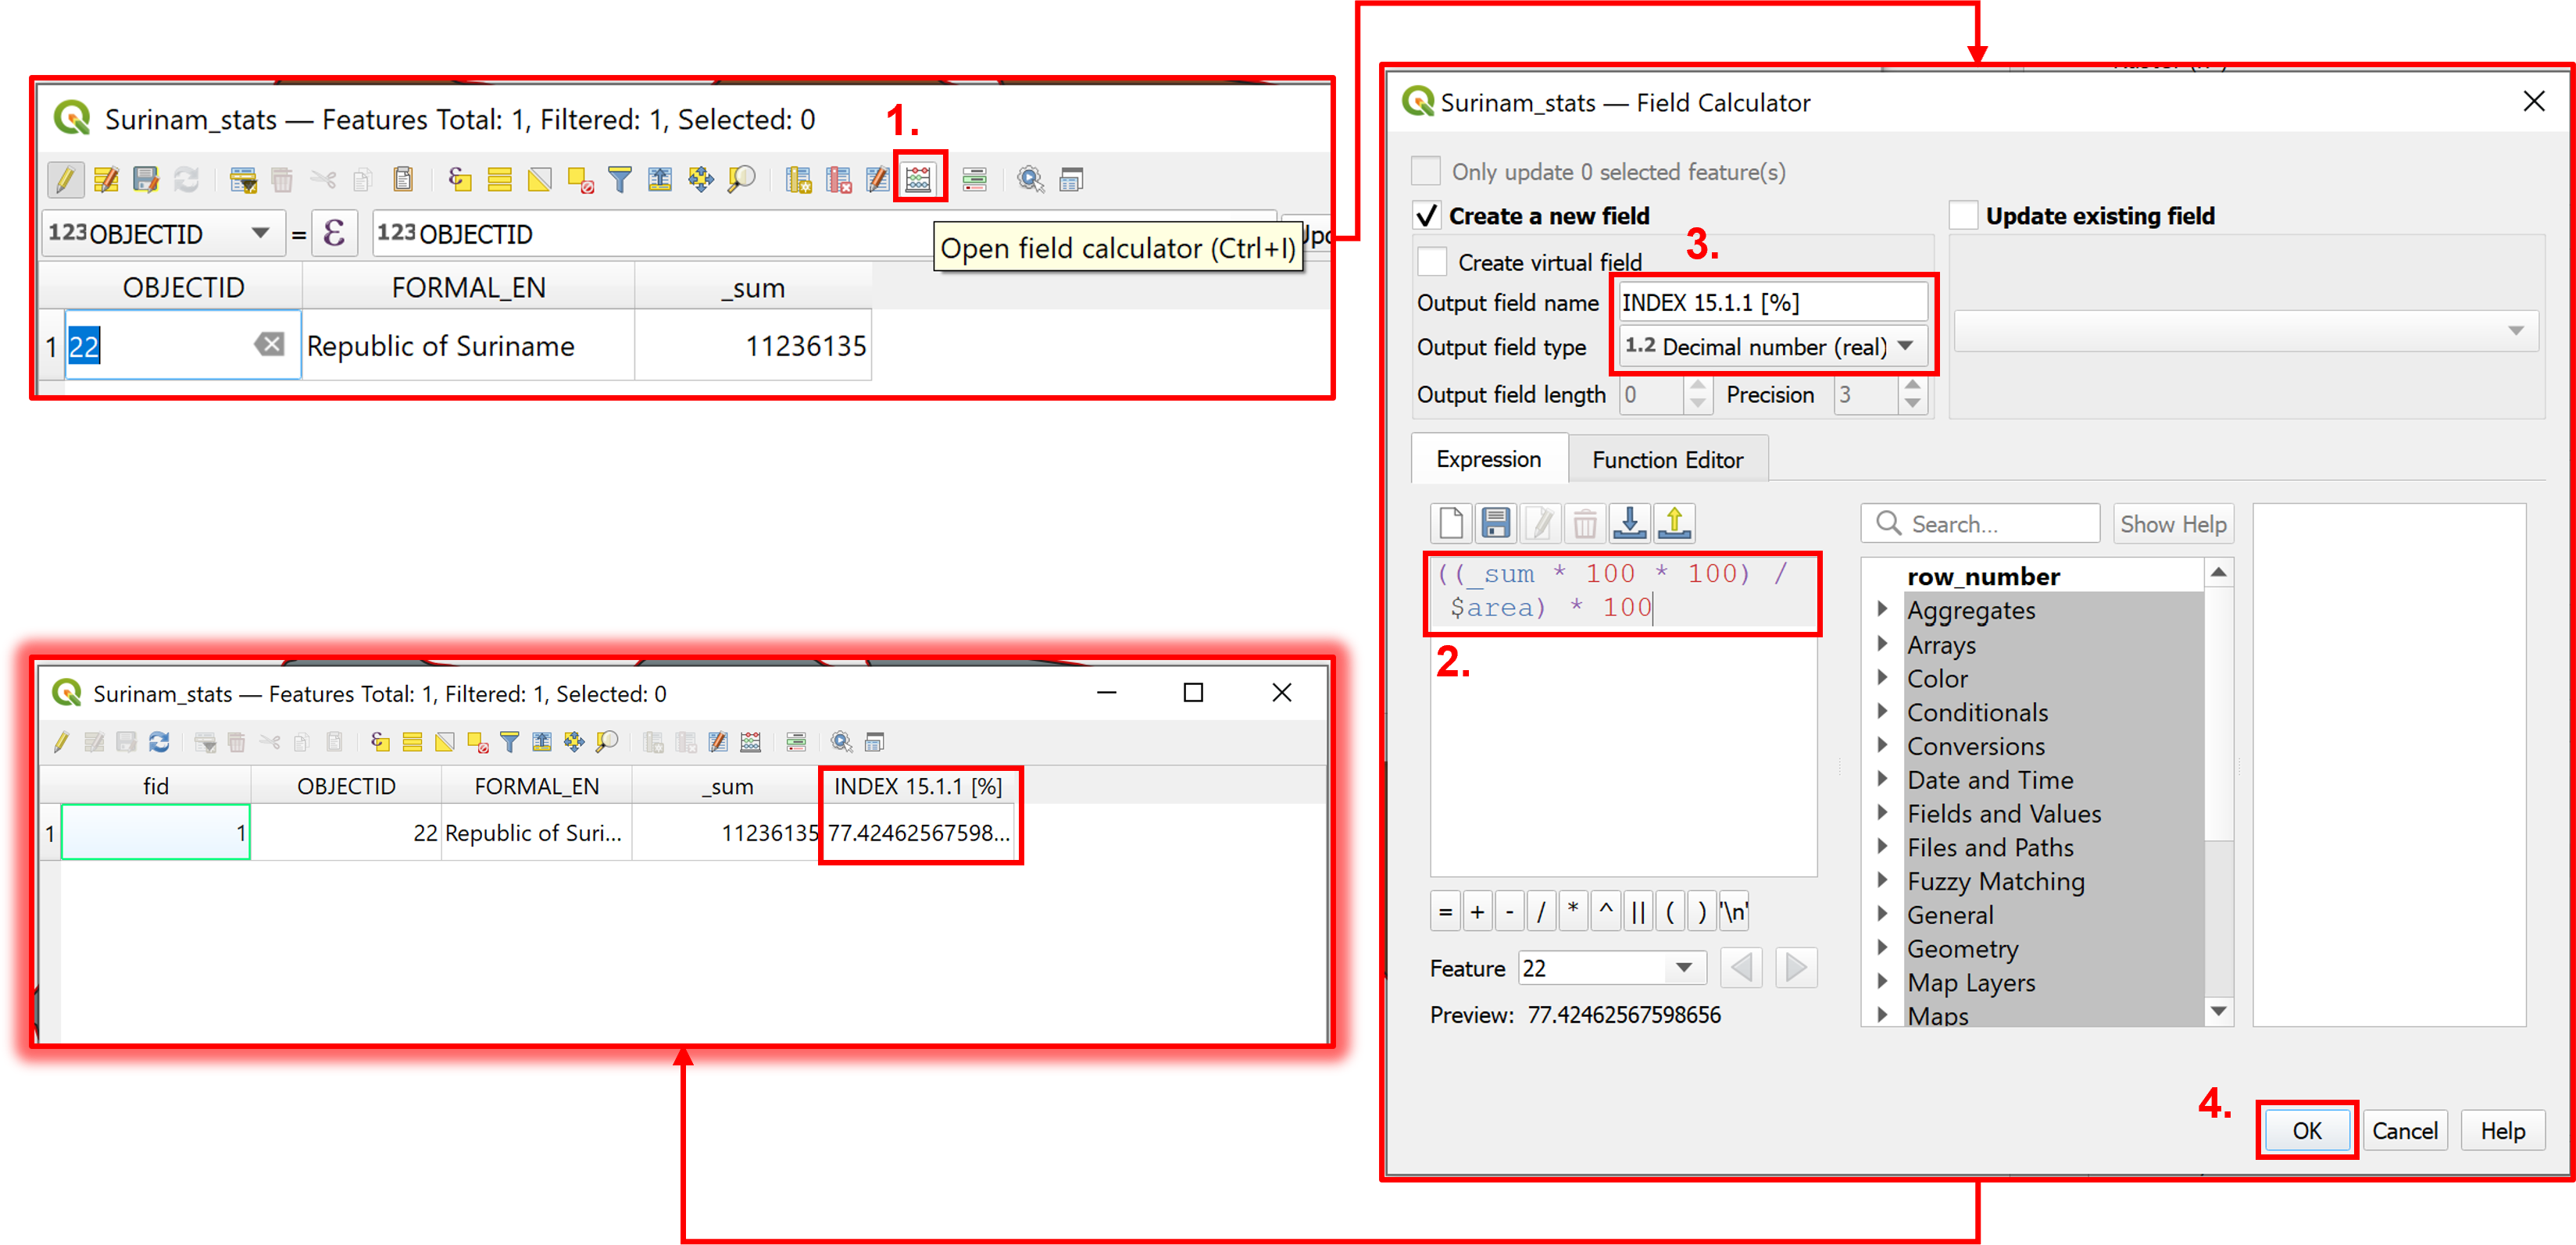 Surinam_stats — Features Total: 1, Filtered: 1, Selected: 0
1.
123 OBJECTID = ε 123 OBJECTID
Open field calculator (Ctrl+I)
OBJECTID FORMAL_EN _sum
1 22 Republic of Suriname 11236135
Surinam_stats — Field Calculator
Only update 0 selected feature(s)
Create a new field
Update existing field
3.
Create virtual field
Output field name INDEX 15.1.1 [%]
Output field type 1.2 Decimal number (real)
Output field length 0 Precision 3
Expression Function Editor
Search... Show Help
((_sum * 100 * 100) /
$area) * 100
2.
row_number
Aggregates
Arrays
Color
Conditionals
Conversions
Date and Time
Fields and Values
Files and Paths
Fuzzy Matching
General
Geometry
Map Layers
Maps
= + - / * ^ || ( ) '\n'
Feature 22
Preview: 77.42462567598656
4.
OK Cancel Help
Surinam_stats — Features Total: 1, Filtered: 1, Selected: 0
fid OBJECTID FORMAL_EN _sum INDEX 15.1.1 [%]
1 1 22 Republic of Suri... 11236135 77.42462567598...